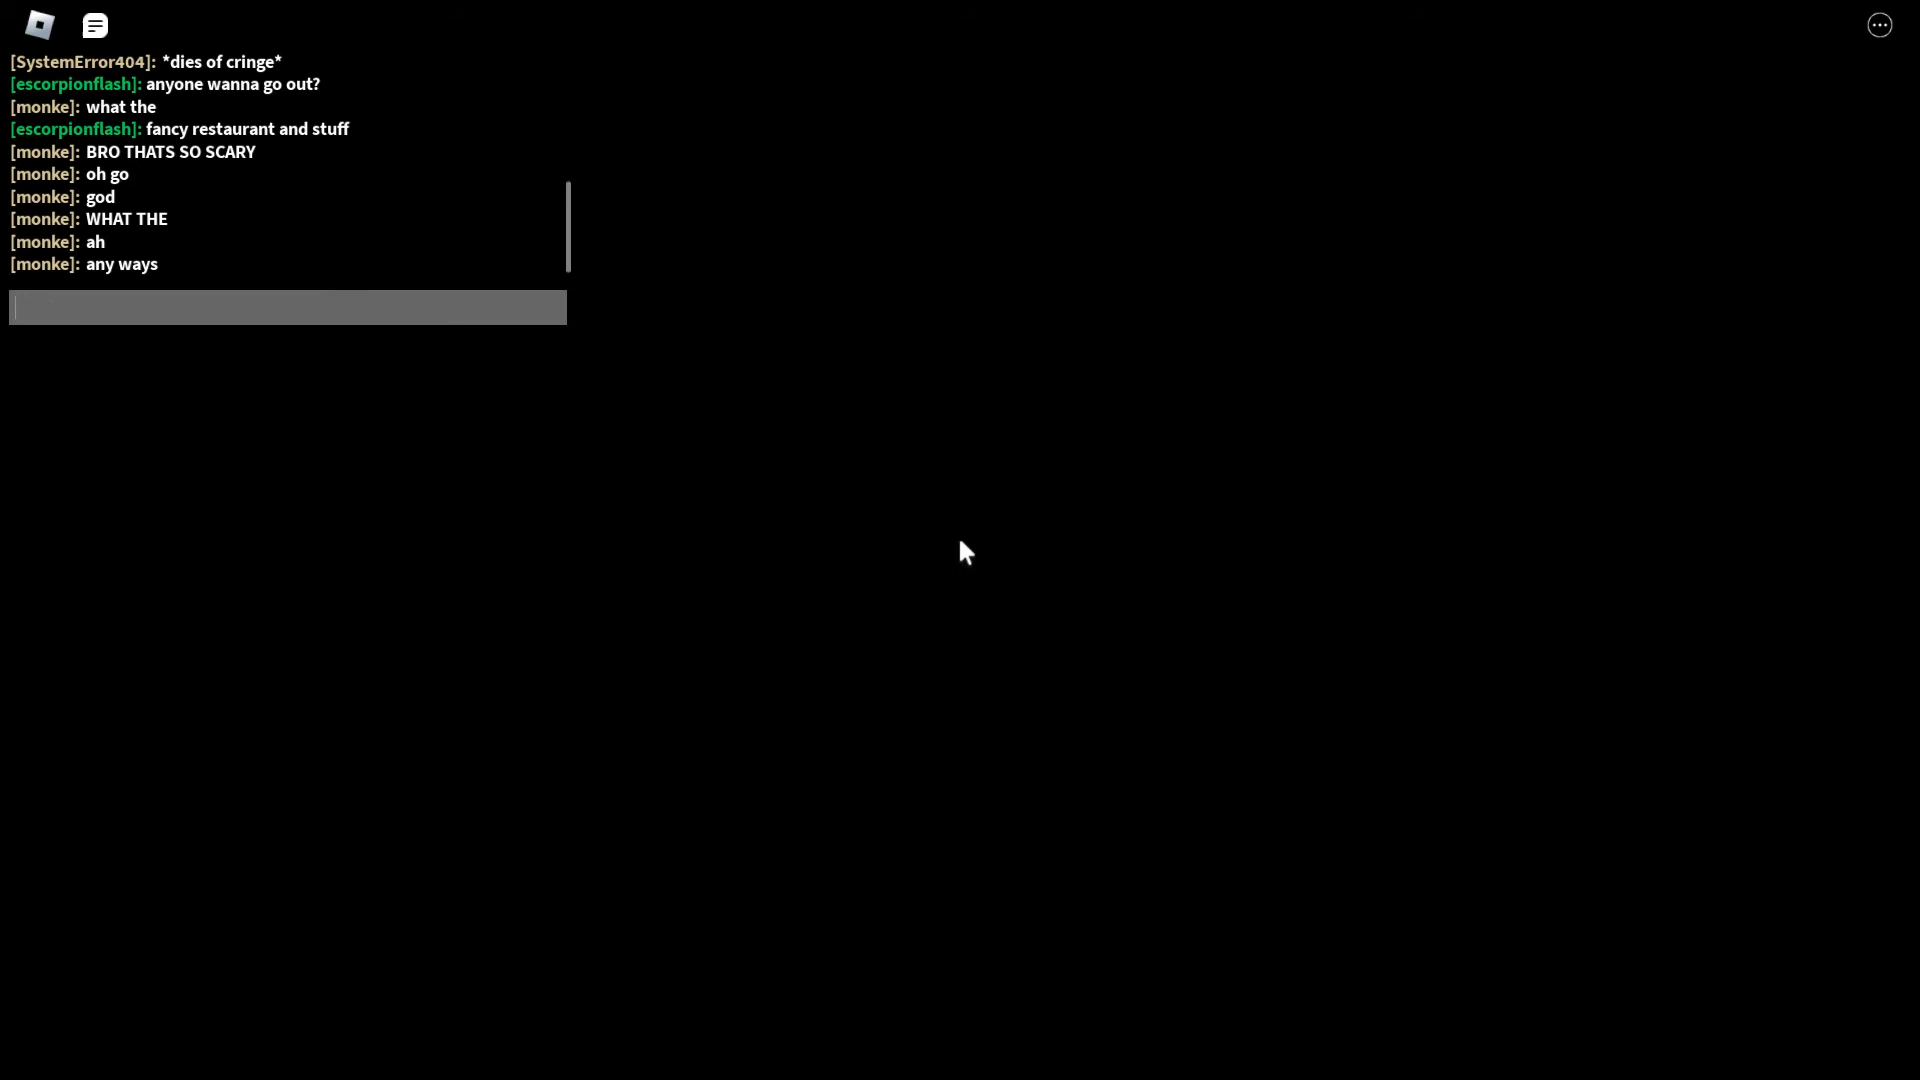 [SystemError404]: *dies of cringe*
[escorpionflash]: anyone wanna go out?
[monke]: what the
[escorpionflash]: fancy restaurant and stuff
[monke]: BRO THATS SO SCARY
[monke]: oh go
[monke]: god
[monke]: WHAT THE
[monke]: ah
[monke]: any ways